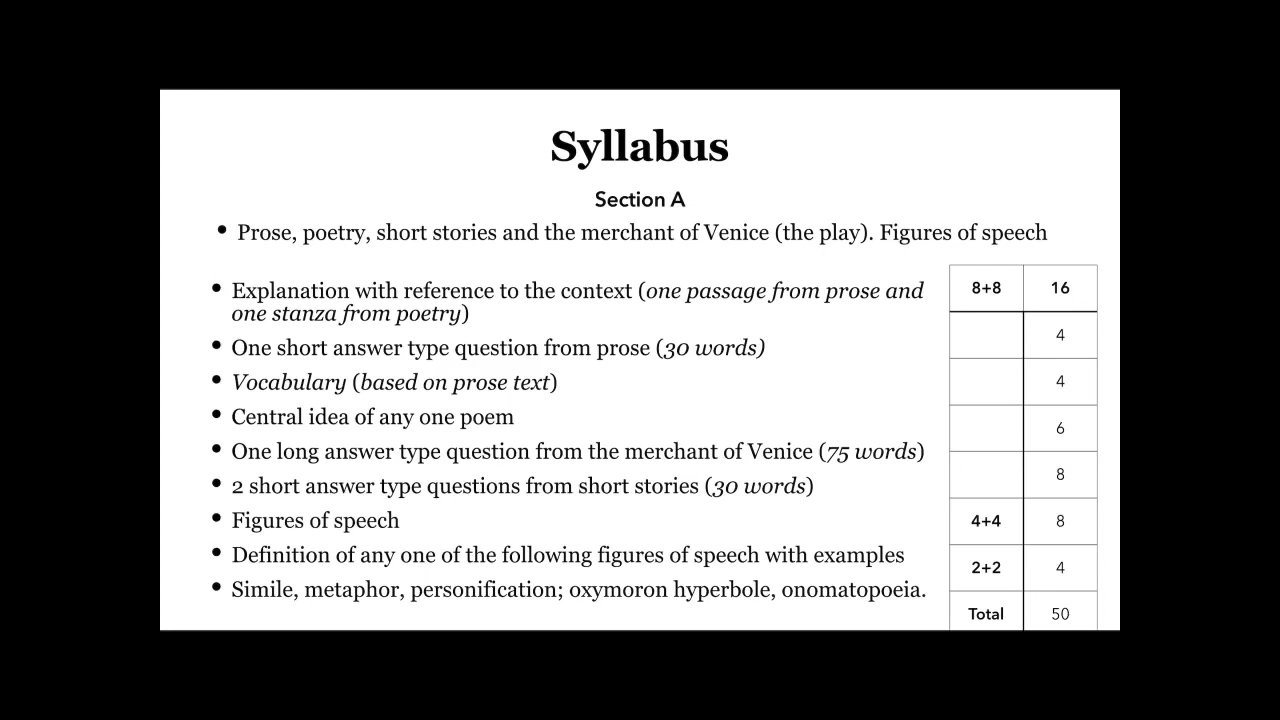 Syllabus
Section A
• Prose, poetry, short stories and the merchant of Venice (the play). Figures of speech
• Explanation with reference to the context (one passage from prose and
one stanza from poetry)
• One short answer type question from prose (30 words)
• Vocabulary (based on prose text)
• Central idea of any one poem
• One long answer type question from the merchant of Venice (75 words)
• 2 short answer type questions from short stories (30 words)
• Figures of speech
• Definition of any one of the following figures of speech with examples
• Simile, metaphor, personification; oxymoron hyperbole, onomatopoeia.
8+8 16
4
4
6
8
4+4 8
2+2 4
Total 50